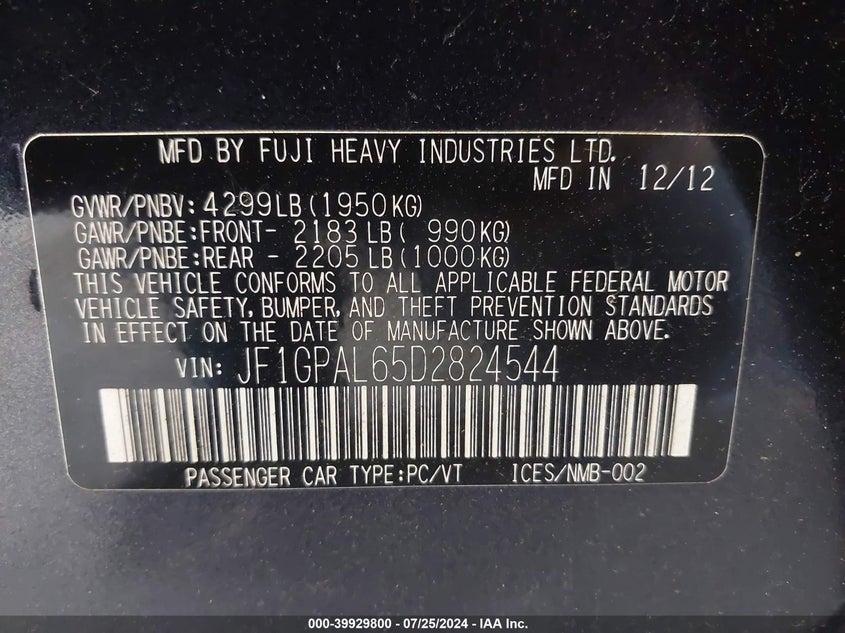 MFD BY FUJI HEAVY INDUSTRIES LTD.
MFD IN 12/12
GVWR/PNBV: 4299LB(1950KG)
GAWR/PNBE:FRONT- 2183 LB( 990KG)
GAWR/PNBE:REAR - 2205 LB(1000KG)
THIS VEHICLE CONFORMS TO ALL APPLICABLE FEDERAL MOTOR
VEHICLE SAFETY, BUMPER, AND THEFT PREVENTION STANDARDS
IN EFFECT ON THE DATE OF MANUFACTURE SHOWN ABOVE.
VIN: JF1GPAL65D2824544
PASSENGER CAR TYPE:PC/VT ICES/NMB-002
000-39929800 - 07/25/2024 - IAA Inc.